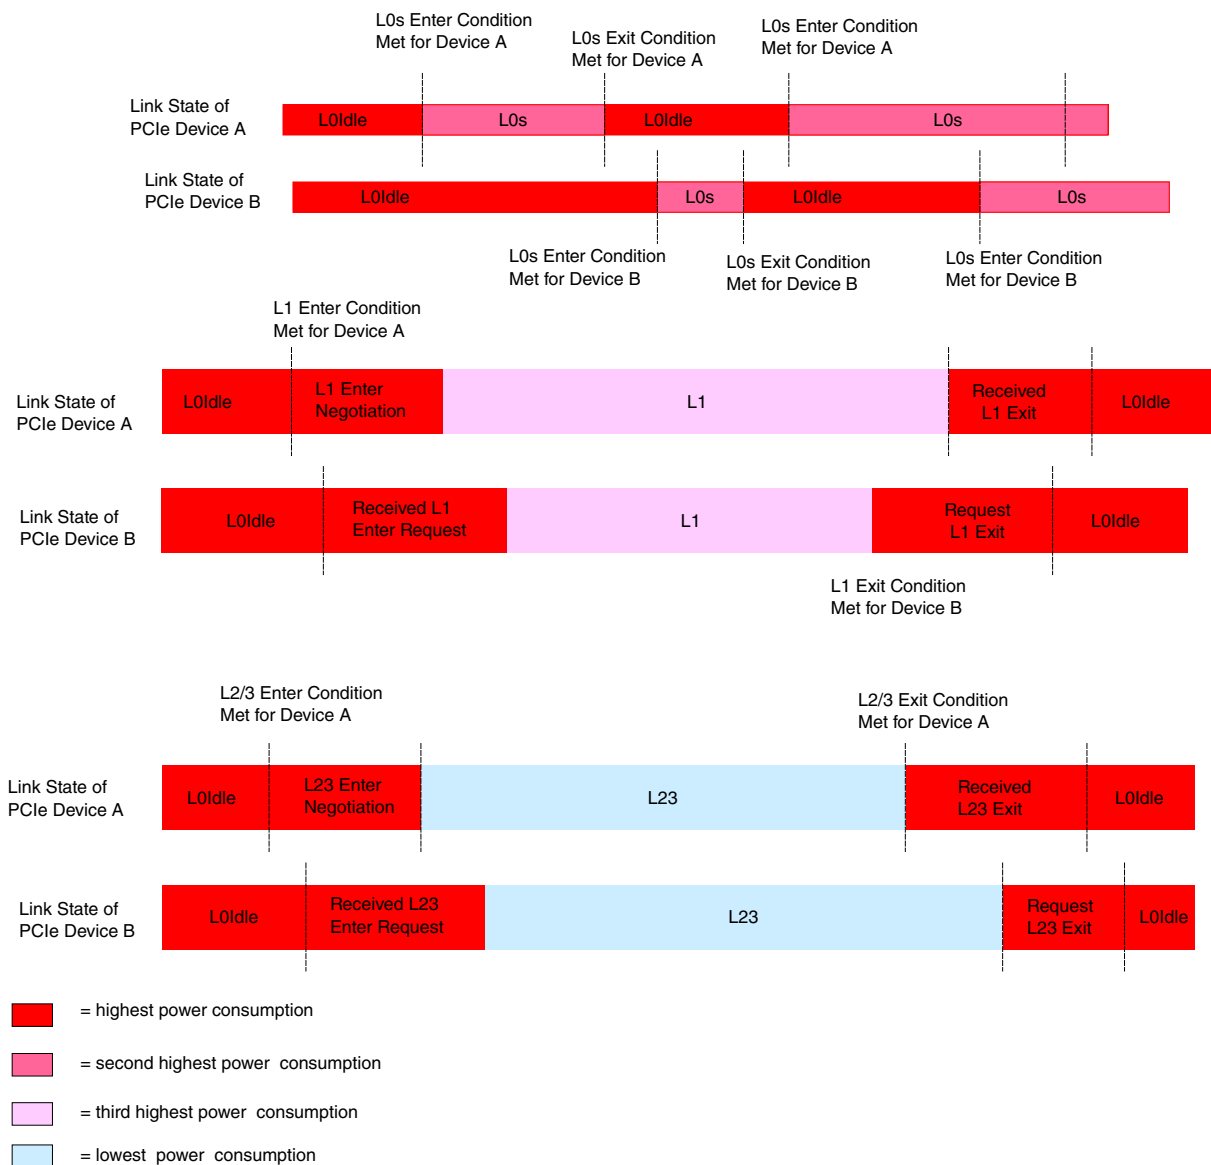 L0s Enter Condition
Met for Device A
L0s Exit Condition
Met for Device A
L0s Enter Condition
Met for Device A
Link State of
PCIe Device A
L0Idle
L0s
L0Idle
L0s
Link State of
PCIe Device B
L0Idle
L0s
L0Idle
L0s
L0s Enter Condition
Met for Device B
L0s Exit Condition
Met for Device B
L0s Enter Condition
Met for Device B
L1 Enter Condition
Met for Device A
Link State of
PCIe Device A
L0Idle
L1 Enter
Negotiation
L1
Received
L1 Exit
L0Idle
Link State of
PCIe Device B
L0Idle
Received L1
Enter Request
L1
Request
L1 Exit
L0Idle
L1 Exit Condition
Met for Device B
L2/3 Enter Condition
Met for Device A
L2/3 Exit Condition
Met for Device A
Link State of
PCIe Device A
L0Idle
L23 Enter
Negotiation
L23
Received
L23 Exit
L0Idle
Link State of
PCIe Device B
L0Idle
Received L23
Enter Request
L23
Request
L23 Exit
L0Idle
= highest power consumption
= second highest power consumption
= third highest power consumption
= lowest power consumption